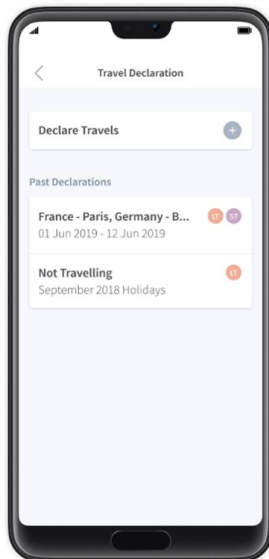 Travel Declaration
Declare Travels
Past Declarations
France - Paris, Germany - B... LT ST
01 Jun 2019 - 12 Jun 2019
Not Travelling LT
September 2018 Holidays